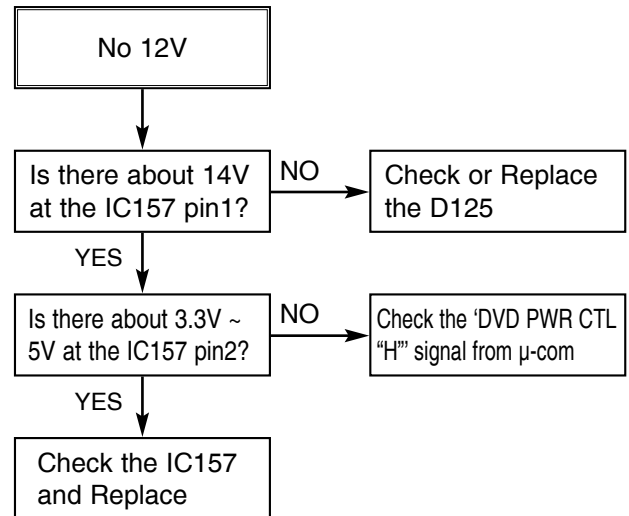 No 12V
Is there about 14V
at the IC157 pin1?
NO
Check or Replace
the D125
YES
Is there about 3.3V ~
5V at the IC157 pin2?
NO
Check the ‘DVD PWR CTL
“H”’ signal from µ-com
YES
Check the IC157
and Replace